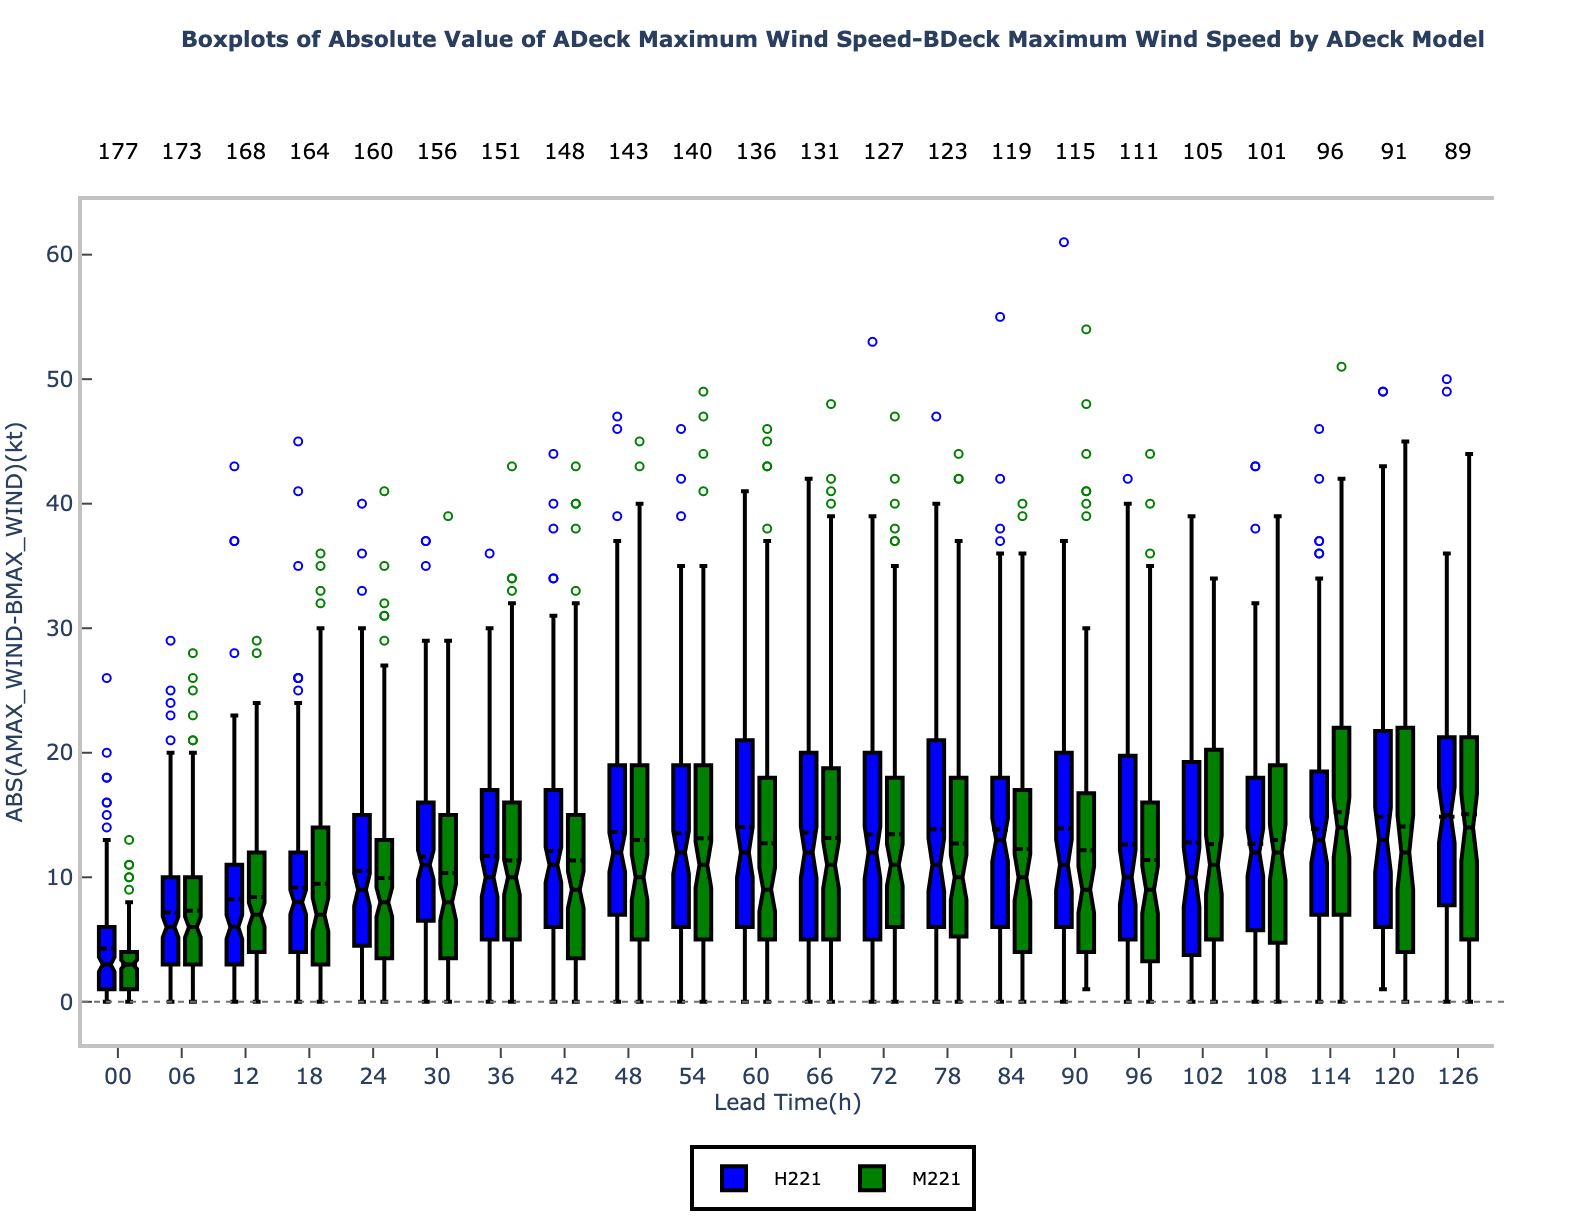 Boxplots of Absolute Value of ADeck Maximum Wind Speed-BDeck Maximum Wind Speed by ADeck Model
177 173 168 164 160 156 151 148 143 140 136 131 127 123 119 115 111 105 101 96 91 89
ABS(AMAX_WIND-BMAX_WIND)(kt)
60
50
40
30
20
10
0
00 06 12 18 24 30 36 42 48 54 60 66 72 78 84 90 96 102 108 114 120 126
Lead Time(h)
H221 M221